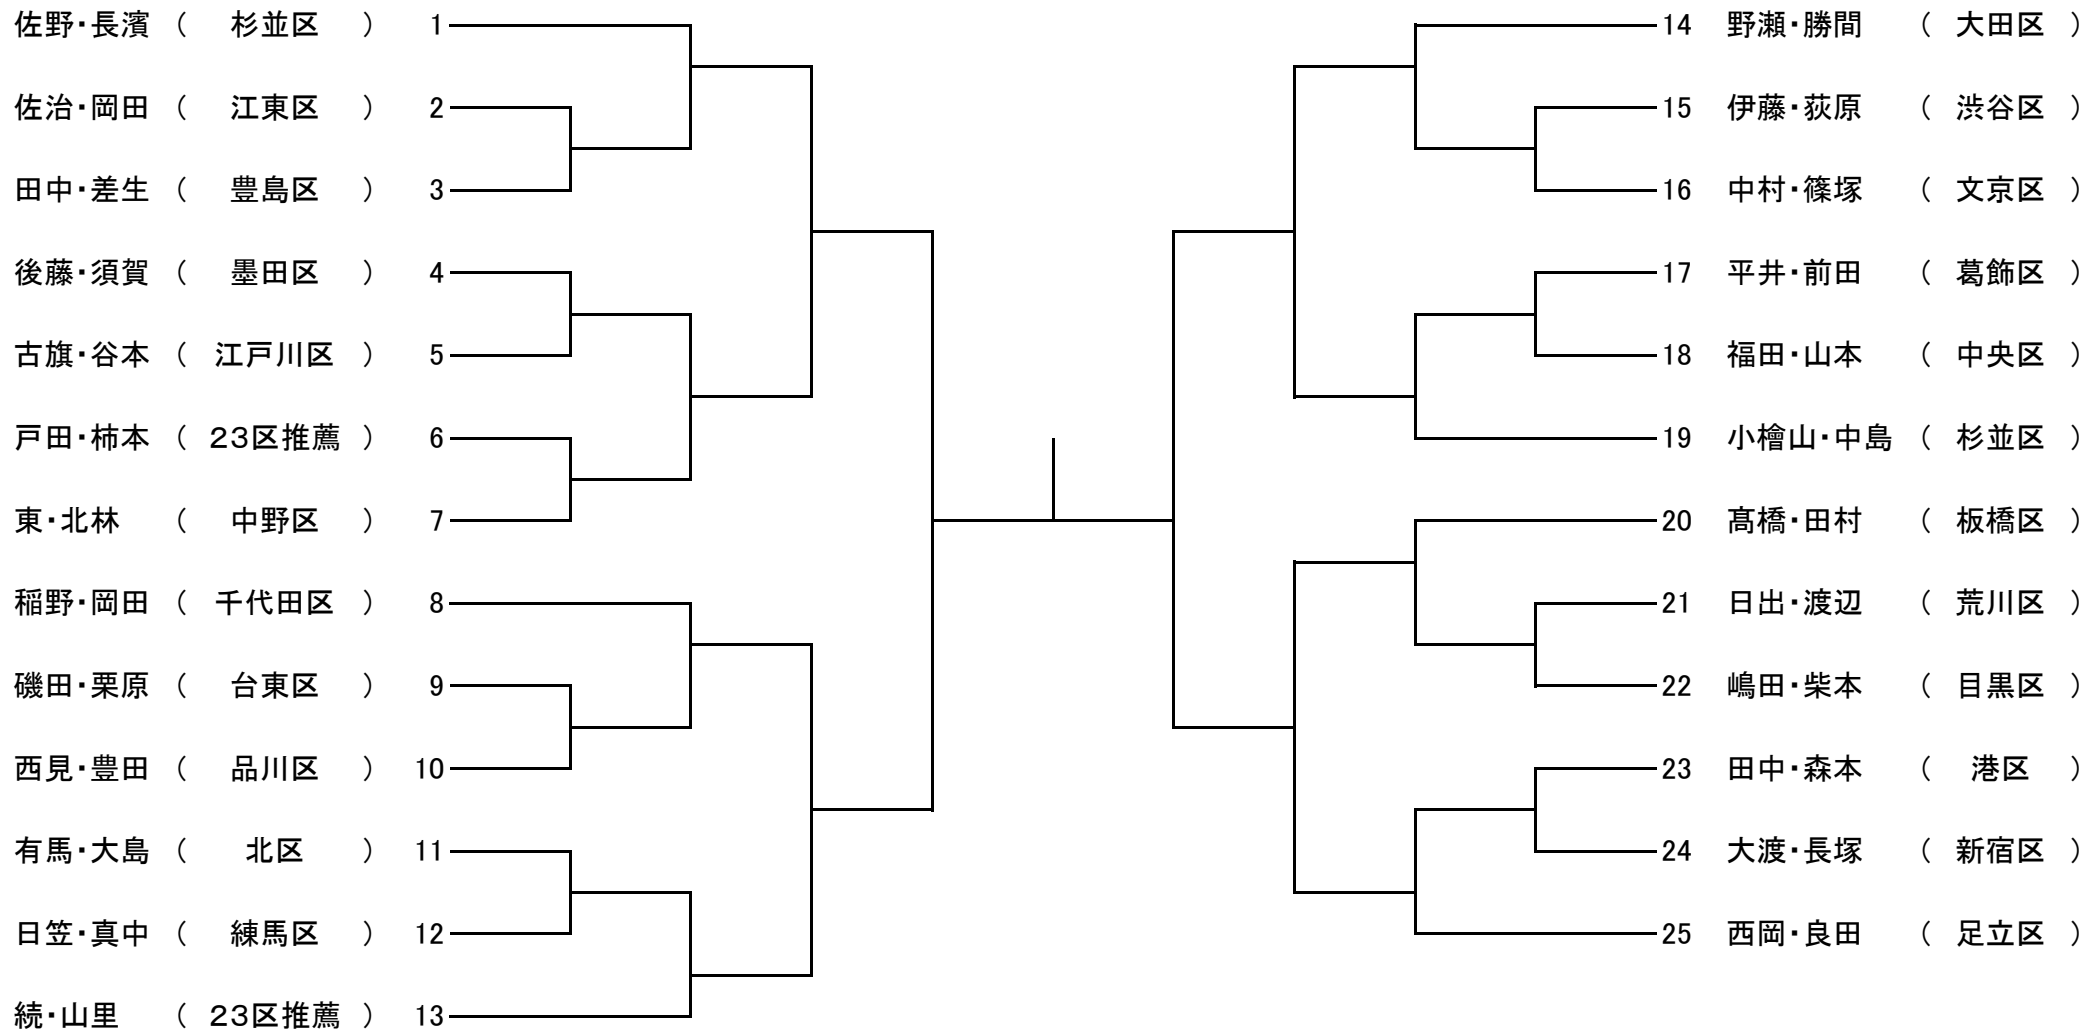 佐野・長濱 （ 杉並区 ） 1
佐治・岡田 （ 江東区 ） 2
田中・差生 （ 豊島区 ） 3
後藤・須賀 （ 墨田区 ） 4
古旗・谷本 （ 江戸川区 ） 5
戸田・柿本 （ 23区推薦 ） 6
東・北林 （ 中野区 ） 7
稲野・岡田 （ 千代田区 ） 8
磯田・栗原 （ 台東区 ） 9
西見・豊田 （ 品川区 ） 10
有馬・大島 （ 北区 ） 11
日笠・真中 （ 練馬区 ） 12
続・山里 （ 23区推薦 ） 13
14 野瀬・勝間 （ 大田区 ）
15 伊藤・荻原 （ 渋谷区 ）
16 中村・篠塚 （ 文京区 ）
17 平井・前田 （ 葛飾区 ）
18 福田・山本 （ 中央区 ）
19 小檜山・中島 （ 杉並区 ）
20 髙橋・田村 （ 板橋区 ）
21 日出・渡辺 （ 荒川区 ）
22 嶋田・柴本 （ 目黒区 ）
23 田中・森本 （ 港区 ）
24 大渡・長塚 （ 新宿区 ）
25 西岡・良田 （ 足立区 ）